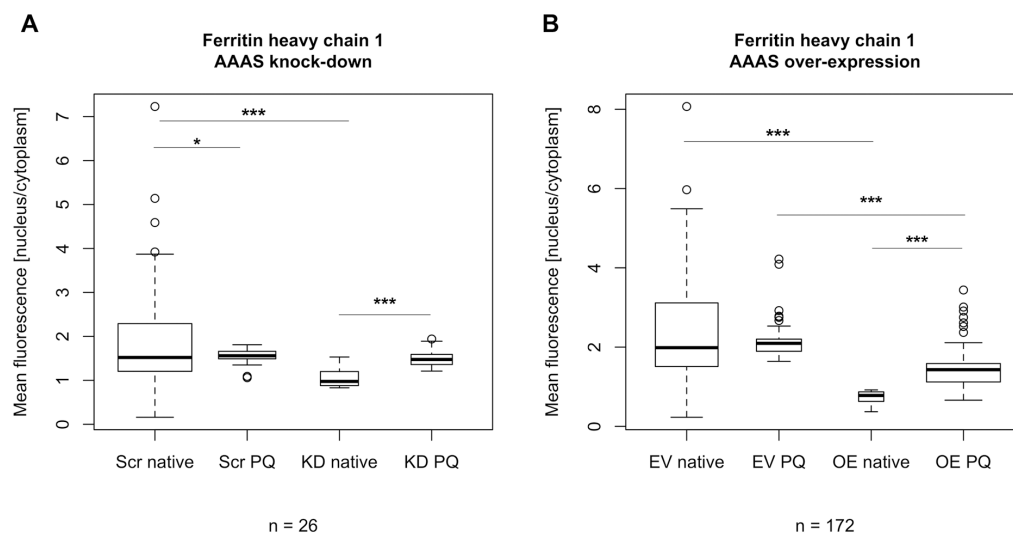 A
Ferritin heavy chain 1
AAAS knock-down
Mean fluorescence [nucleus/cytoplasm]
7
6
5
4
3
2
1
0
***
*
***
Scr native
Scr PQ
KD native
KD PQ
n = 26
B
Ferritin heavy chain 1
AAAS over-expression
Mean fluorescence [nucleus/cytoplasm]
8
6
4
2
0
***
***
***
EV native
EV PQ
OE native
OE PQ
n = 172